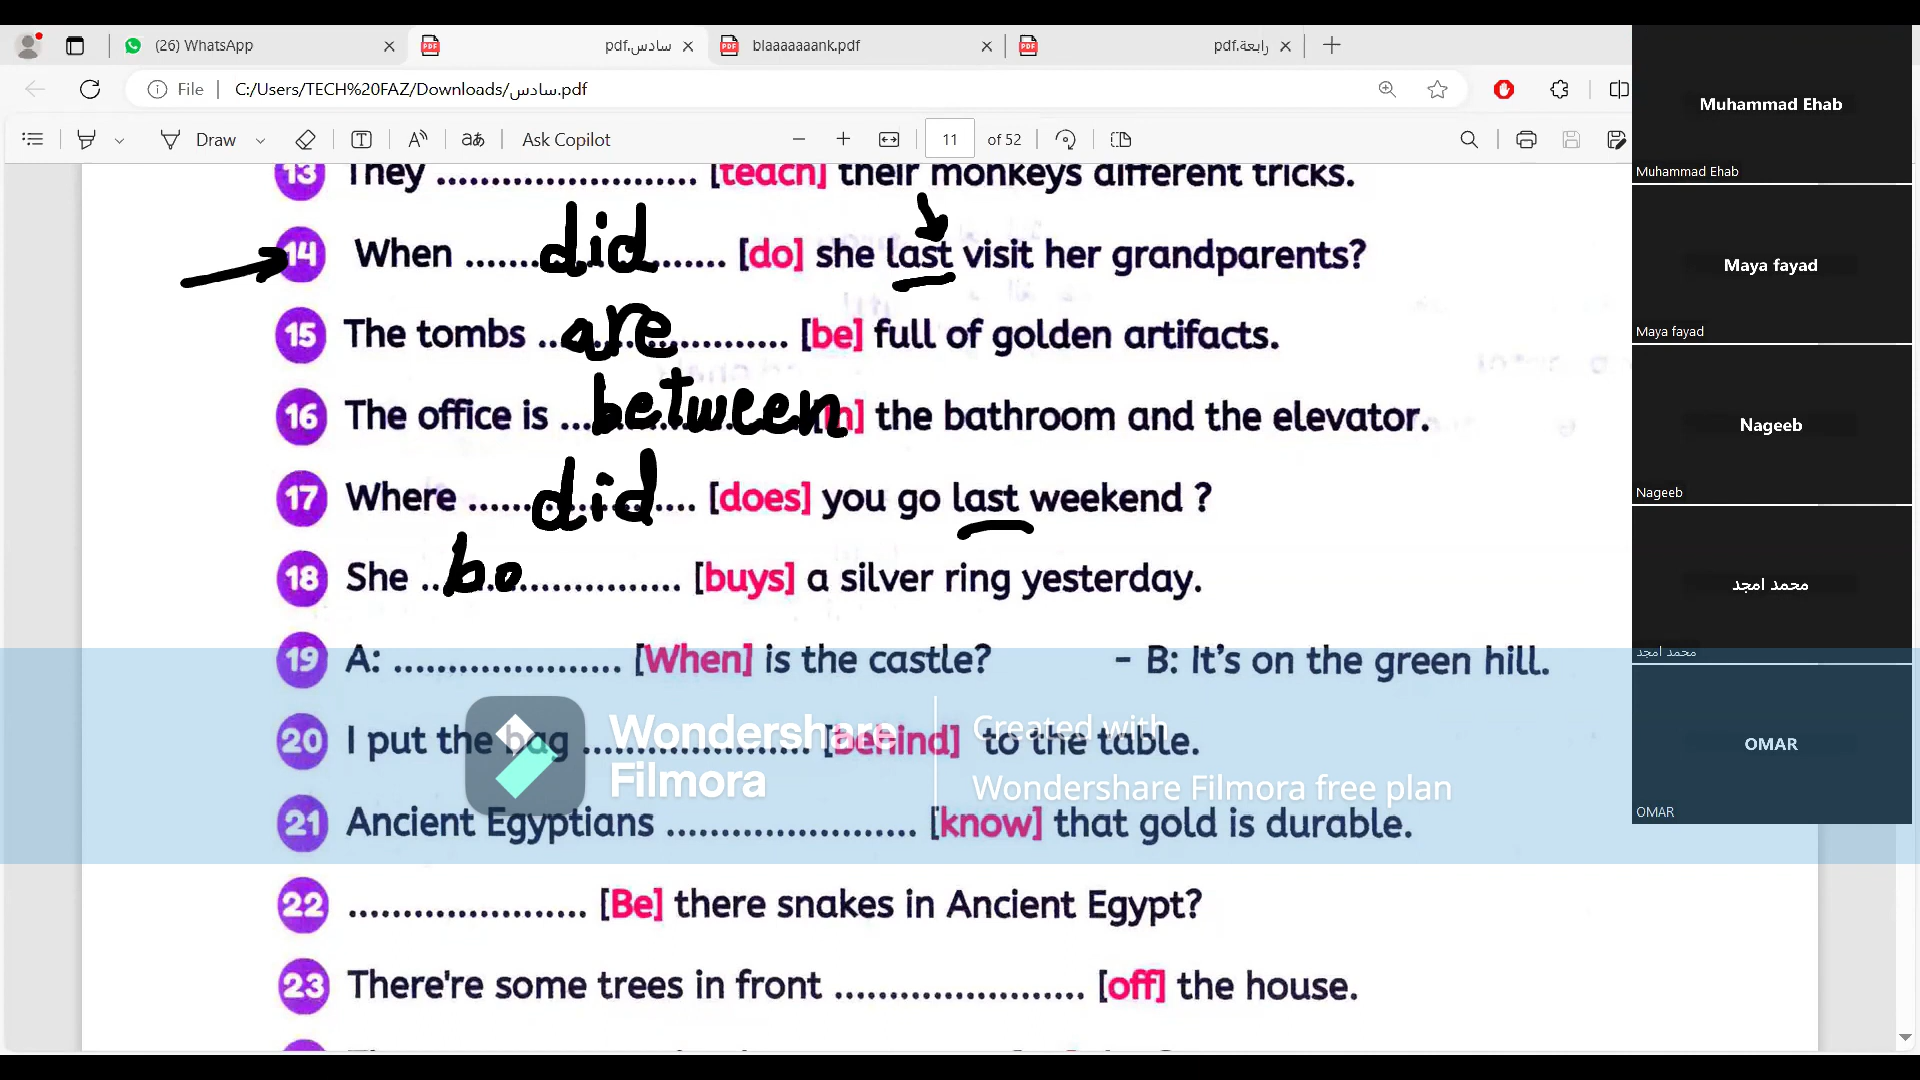 (26) WhatsApp
سادس.pdf
blaaaaaaank.pdf
رابعة.pdf
File
C:/Users/TECH%20FAZ/Downloads/سادس.pdf
Draw
Ask Copilot
11 of 52
13 They ........................ [teach] their monkeys different tricks.
14 When ....... did ....... [do] she last visit her grandparents?
15 The tombs .. are .......... [be] full of golden artifacts.
16 The office is ... between [in] the bathroom and the elevator.
17 Where ...... did .... [does] you go last weekend ?
18 She .. bo ............... [buys] a silver ring yesterday.
19 A: ..................... [When] is the castle? - B: It's on the green hill.
20 I put the bag ..................... [behind] to the table.
21 Ancient Egyptians ....................... [know] that gold is durable.
22 ...................... [Be] there snakes in Ancient Egypt?
23 There're some trees in front ....................... [off] the house.
Wondershare
Filmora
Created with
Wondershare Filmora free plan
Muhammad Ehab
Muhammad Ehab
Maya fayad
Maya fayad
Nageeb
Nageeb
محمد امجد
محمد امجد
OMAR
OMAR